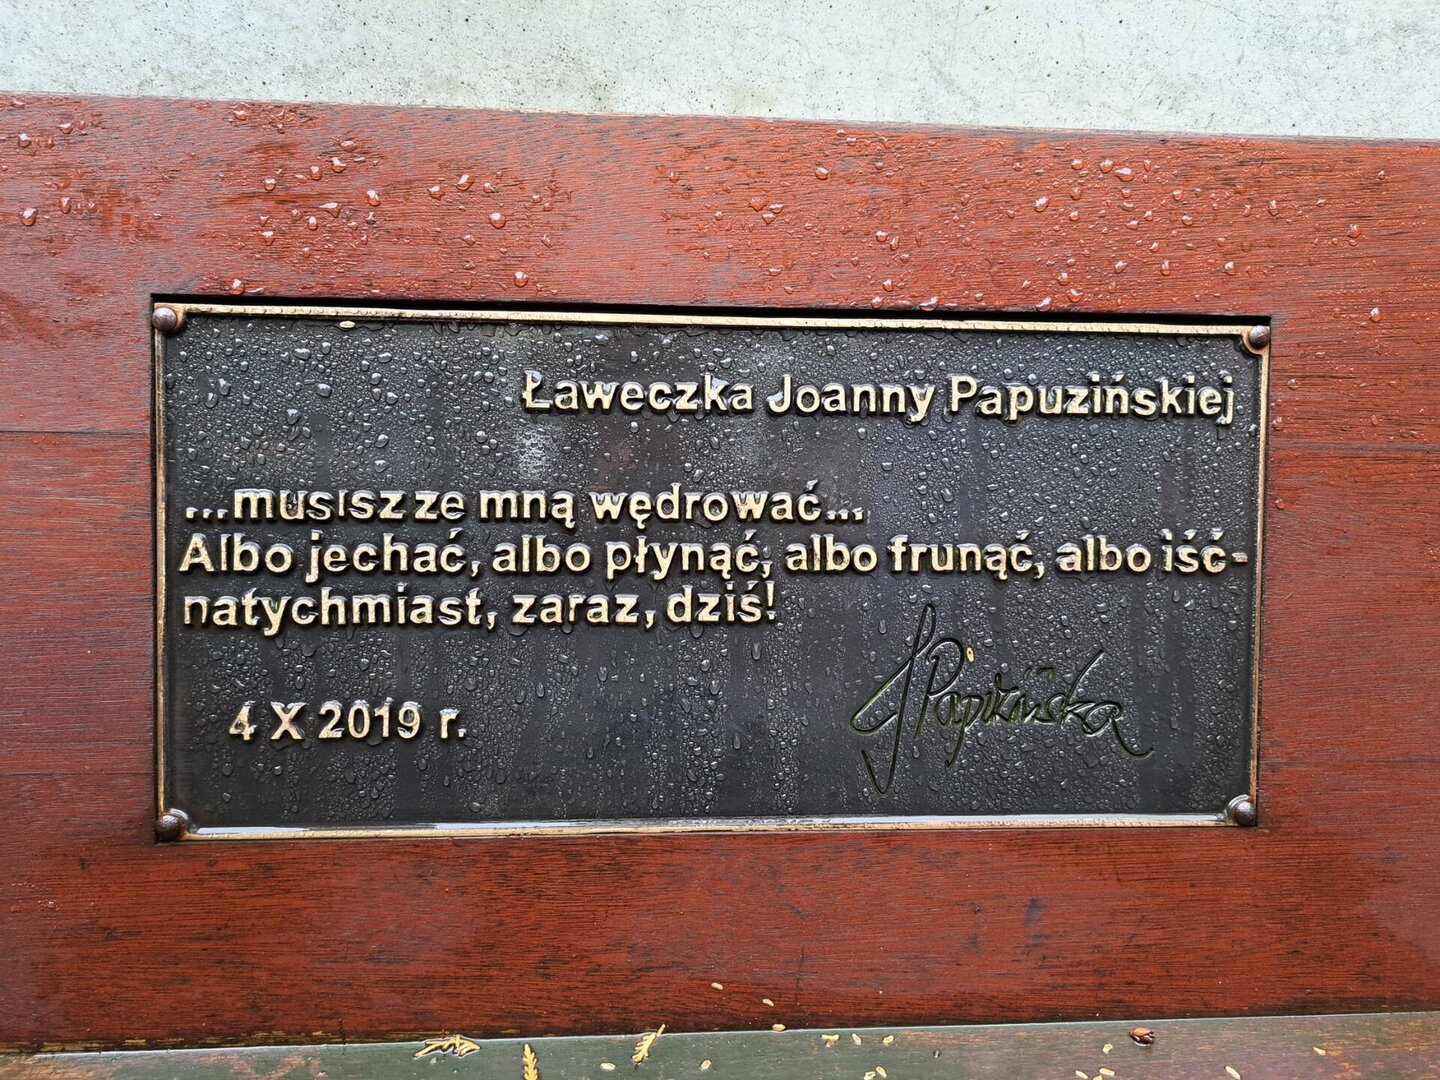 Ławeczka Joanny Papuzińskiej
...musisz ze mną wędrować...
Albo jechać, albo płynąć, albo frunąć, albo iść-
natychmiast, zaraz, dziś!
J Papuzińska
4 X 2019 r.